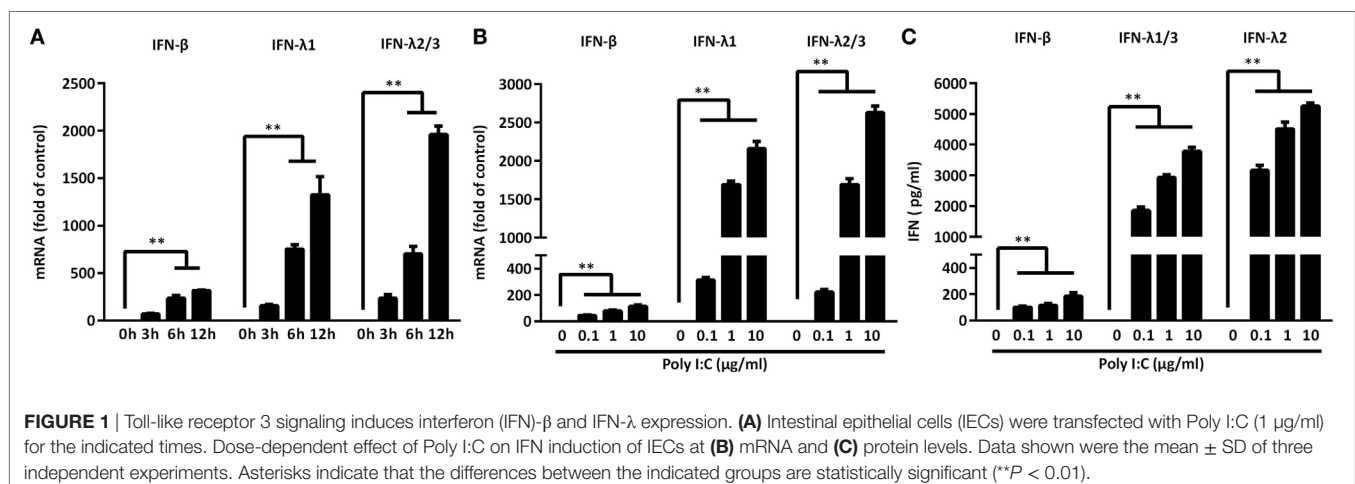 A
IFN-β
IFN-λ1
IFN-λ2/3
mRNA (fold of control)
2500
2000
1500
1000
500
0
**
**
**
0h 3h 6h 12h
0h 3h 6h 12h
0h 3h 6h 12h
B
IFN-β
IFN-λ1
IFN-λ2/3
mRNA (fold of control)
3000
2500
2000
1500
1000
400
200
0
**
**
**
0 0.1 1 10
0 0.1 1 10
0 0.1 1 10
Poly I:C (µg/ml)
C
IFN-β
IFN-λ1/3
IFN-λ2
IFN ( pg/ml)
6000
5000
4000
3000
2000
1000
400
200
0
**
**
**
0 0.1 1 10
0 0.1 1 10
0 0.1 1 10
Poly I:C (µg/ml)
FIGURE 1 | Toll-like receptor 3 signaling induces interferon (IFN)-β and IFN-λ expression. (A) Intestinal epithelial cells (IECs) were transfected with Poly I:C (1 µg/ml)
for the indicated times. Dose-dependent effect of Poly I:C on IFN induction of IECs at (B) mRNA and (C) protein levels. Data shown were the mean ± SD of three
independent experiments. Asterisks indicate that the differences between the indicated groups are statistically significant (**P < 0.01).